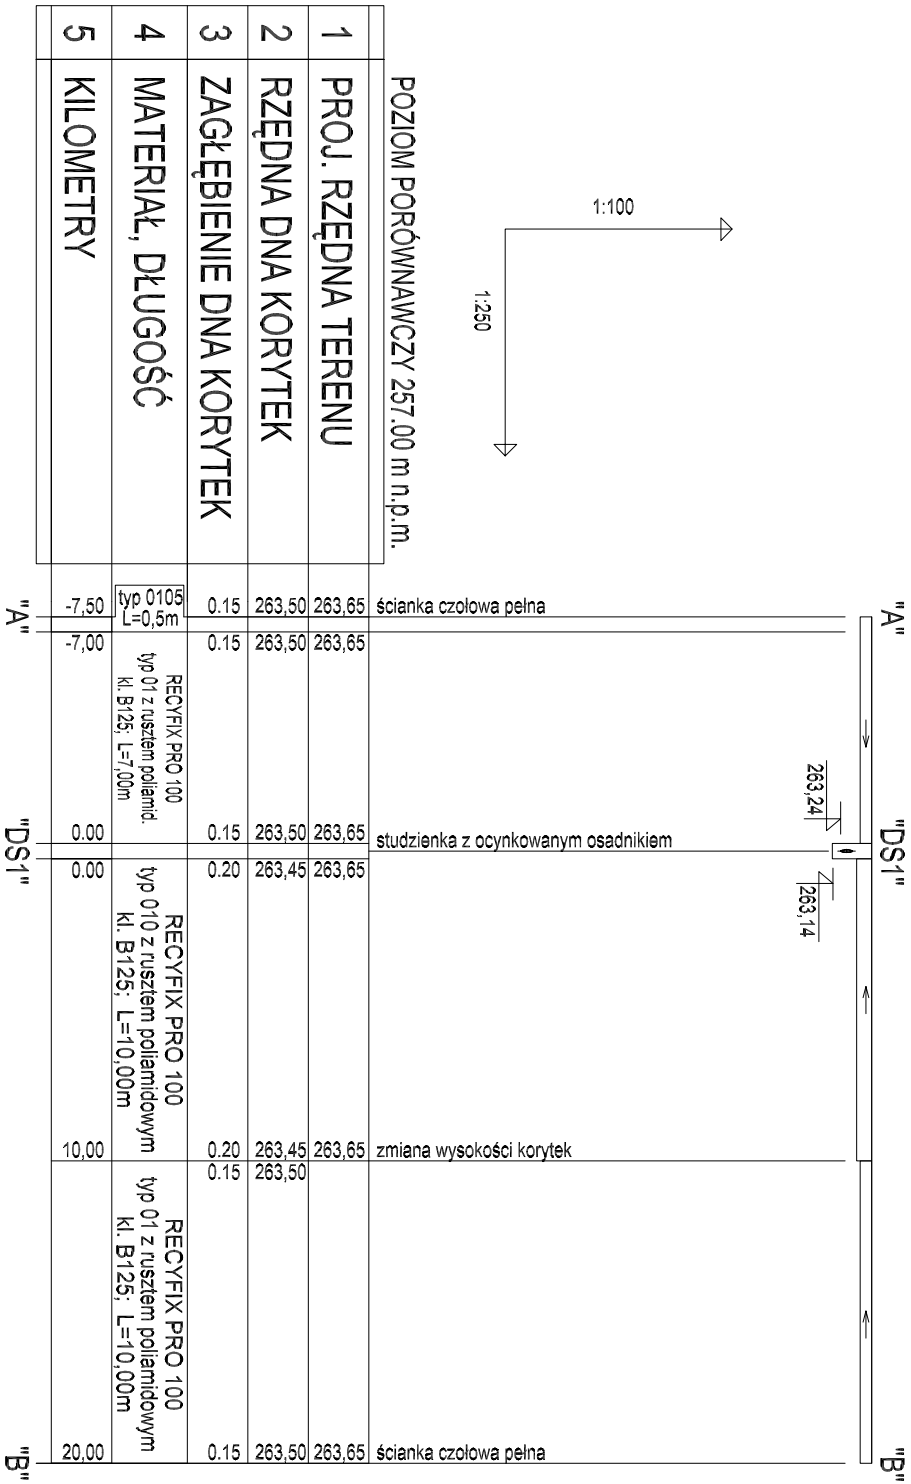 "A"
"DS1"
"B"
263,24
263,14
1:100
1:250
ścianka czołowa pełna
studzienka z ocynkowanym osadnikiem
zmiana wysokości korytek
ścianka czołowa pełna
POZIOM PORÓWNAWCZY 257.00 m n.p.m.
1 PROJ. RZĘDNA TERENU 263,65 263,65 263,65 263,65 263,65 263,65
2 RZĘDNA DNA KORYTEK 263,50 263,50 263,50 263,45 263,45 263,50 263,50
3 ZAGŁĘBIENIE DNA KORYTEK 0.15 0.15 0.15 0.20 0.20 0.15 0.15
4 MATERIAŁ, DŁUGOŚĆ
typ 0105
L=0,5m
RECYFIX PRO 100
typ 01 z rusztem poliamid.
kl. B125; L=7,00m
RECYFIX PRO 100
typ 010 z rusztem poliamidowym
kl. B125; L=10,00m
RECYFIX PRO 100
typ 01 z rusztem poliamidowym
kl. B125; L=10,00m
5 KILOMETRY -7,50 -7,00 0.00 0.00 10,00 20,00
"A"
"DS1"
"B"